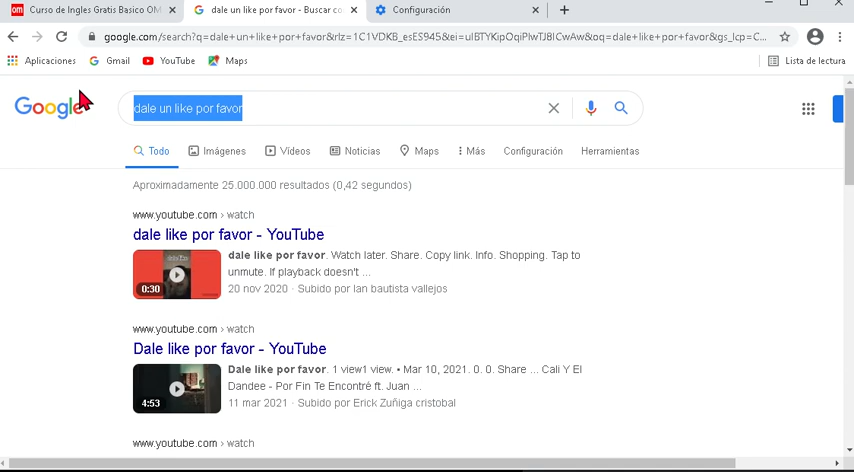 Curso de Ingles Gratis Basico OM
dale un like por favor - Buscar co
Configuración
google.com/search?q=dale+un+like+por+favor&rlz=1C1VDKB_esES945&ei=uIBTYKipOqiPlwTJ8ICwAw&oq=dale+like+por+favor&gs_lcp=C...
Aplicaciones
Gmail
YouTube
Maps
Lista de lectura
Google
dale un like por favor
Todo
Imágenes
Vídeos
Noticias
Maps
Más
Configuración
Herramientas
Aproximadamente 25.000.000 resultados (0,42 segundos)
www.youtube.com › watch
dale like por favor - YouTube
dale like por favor. Watch later. Share. Copy link. Info. Shopping. Tap to
unmute. If playback doesn't ...
0:30
20 nov 2020 · Subido por Ian bautista vallejos
www.youtube.com › watch
Dale like por favor - YouTube
Dale like por favor. 1 view1 view. • Mar 10, 2021. 0. 0. Share ... Cali Y El
Dandee - Por Fin Te Encontré ft. Juan ...
4:53
11 mar 2021 · Subido por Erick Zuñiga cristobal
www.youtube.com › watch